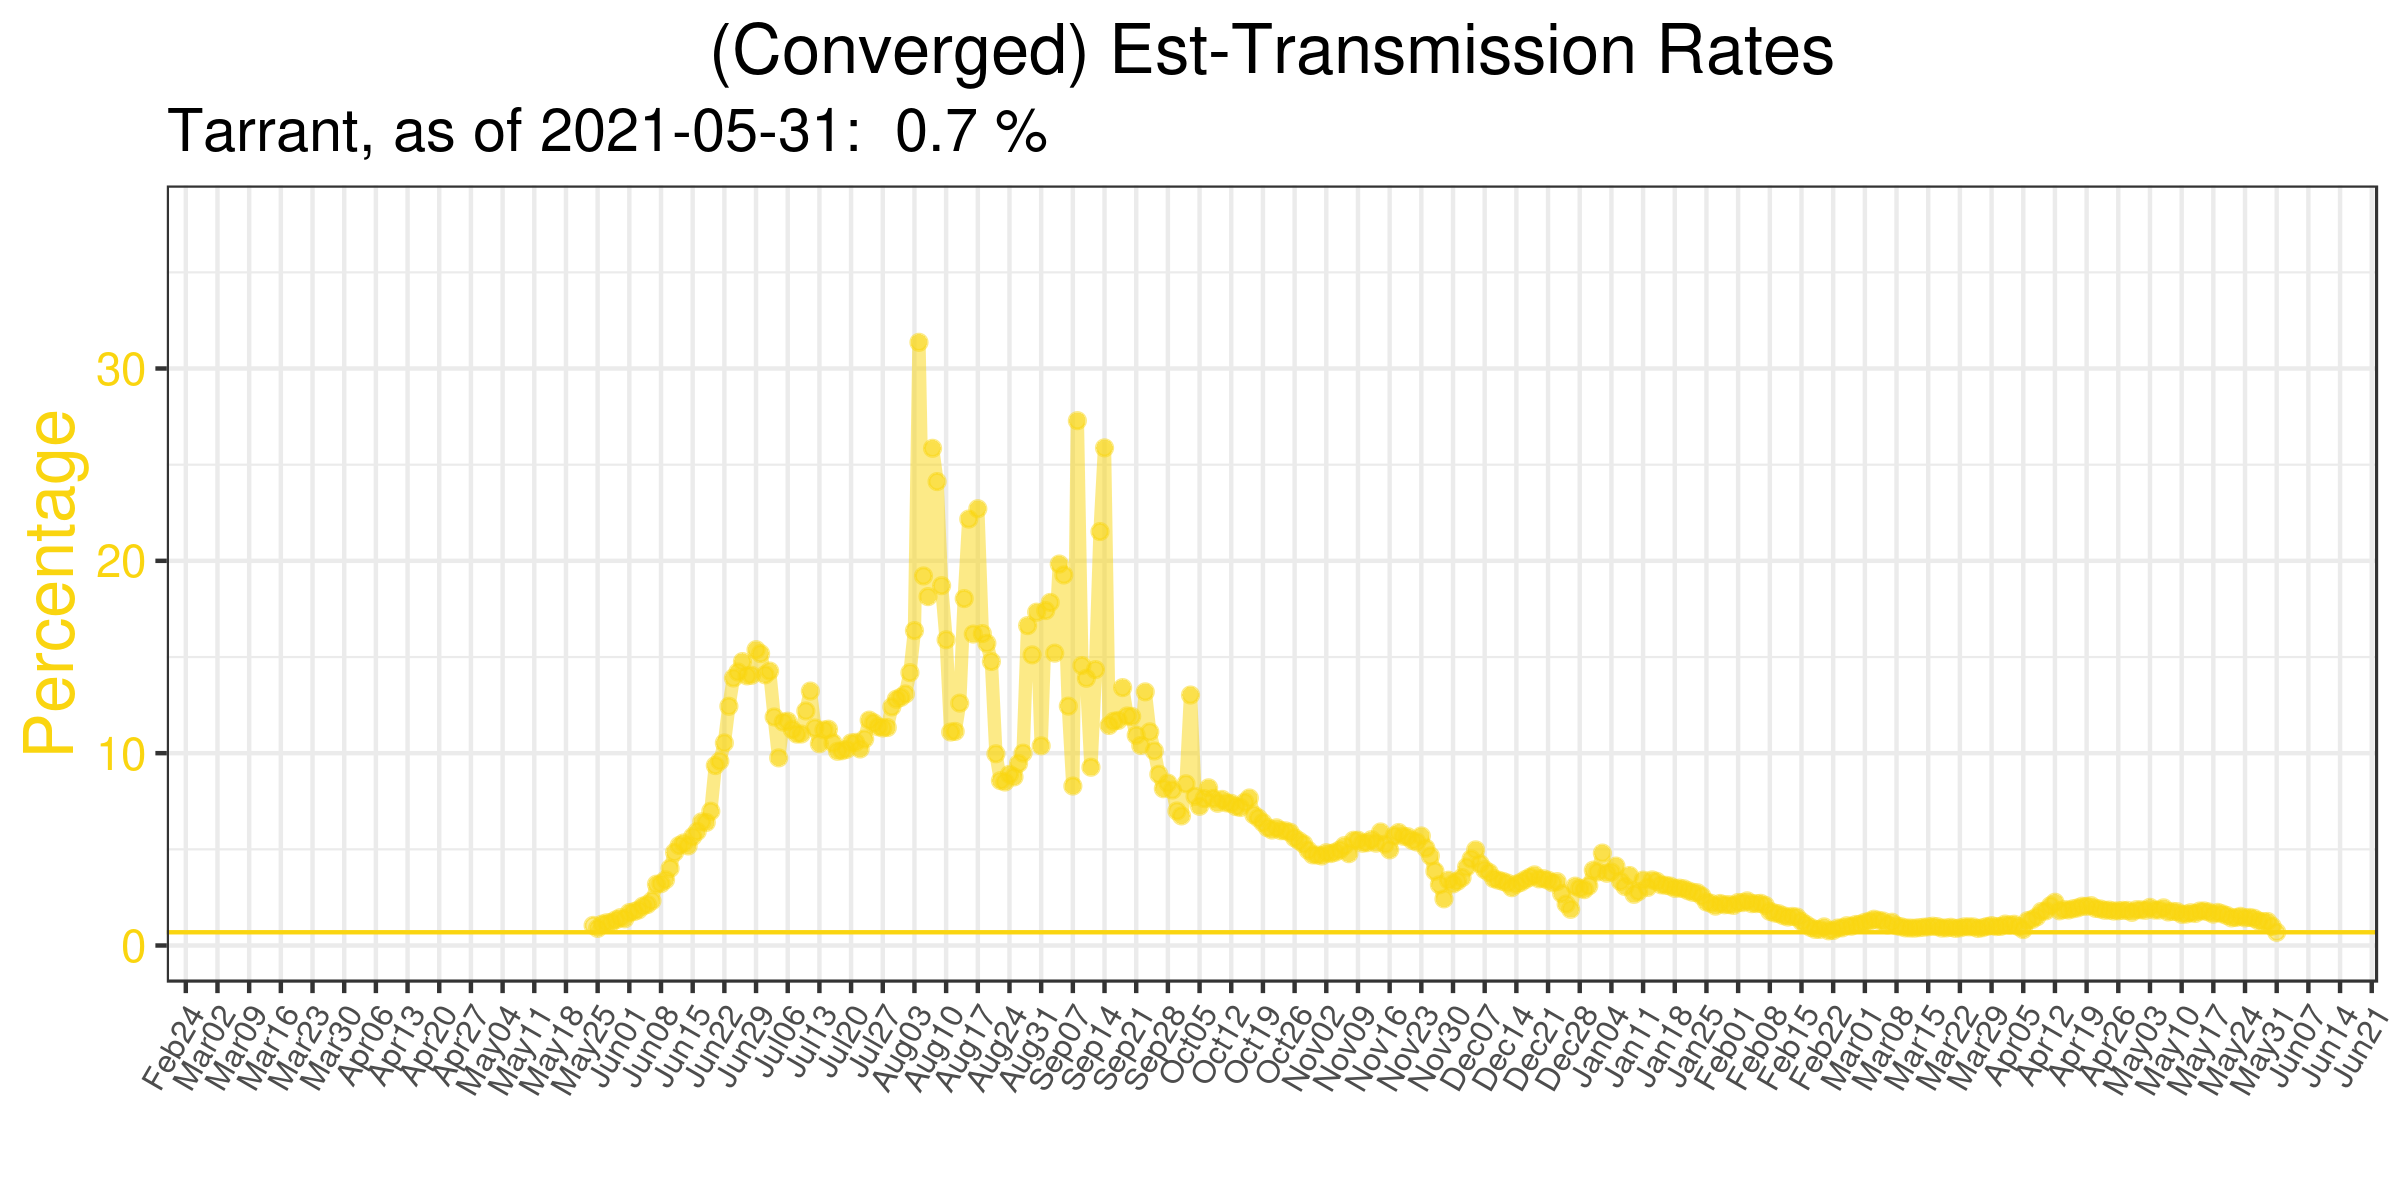 (Converged) Est-Transmission Rates
Tarrant, as of 2021-05-31:  0.7 %
Percentage
30
20
10
0
Feb24
Mar02
Mar09
Mar16
Mar23
Mar30
Apr06
Apr13
Apr20
Apr27
May04
May11
May18
May25
Jun01
Jun08
Jun15
Jun22
Jun29
Jul06
Jul13
Jul20
Jul27
Aug03
Aug10
Aug17
Aug24
Aug31
Sep07
Sep14
Sep21
Sep28
Oct05
Oct12
Oct19
Oct26
Nov02
Nov09
Nov16
Nov23
Nov30
Dec07
Dec14
Dec21
Dec28
Jan04
Jan11
Jan18
Jan25
Feb01
Feb08
Feb15
Feb22
Mar01
Mar08
Mar15
Mar22
Mar29
Apr05
Apr12
Apr19
Apr26
May03
May10
May17
May24
May31
Jun07
Jun14
Jun21